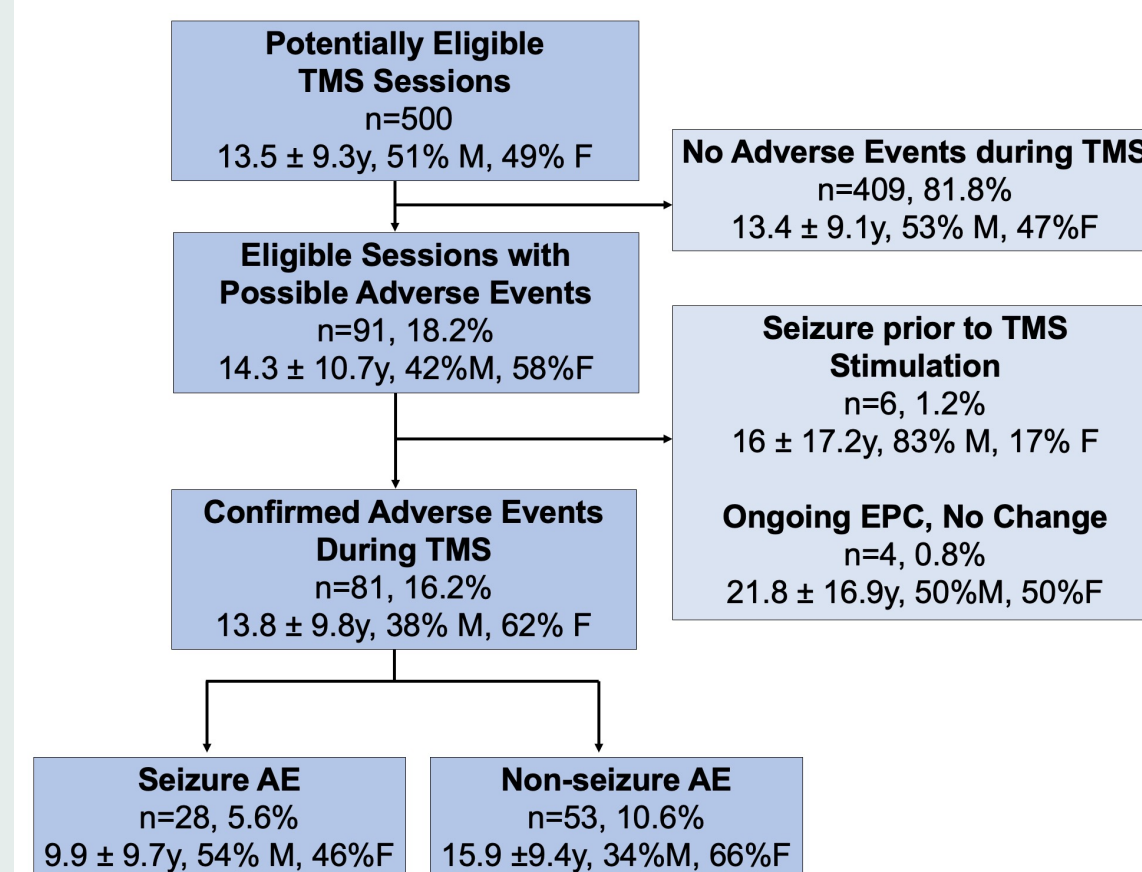 Potentially Eligible
TMS Sessions
n=500
13.5 ± 9.3y, 51% M, 49% F
No Adverse Events during TMS
n=409, 81.8%
13.4 ± 9.1y, 53% M, 47%F
Eligible Sessions with
Possible Adverse Events
n=91, 18.2%
14.3 ± 10.7y, 42%M, 58%F
Seizure prior to TMS
Stimulation
n=6, 1.2%
16 ± 17.2y, 83% M, 17% F
Ongoing EPC, No Change
n=4, 0.8%
21.8 ± 16.9y, 50%M, 50%F
Confirmed Adverse Events
During TMS
n=81, 16.2%
13.8 ± 9.8y, 38% M, 62% F
Seizure AE
n=28, 5.6%
9.9 ± 9.7y, 54% M, 46%F
Non-seizure AE
n=53, 10.6%
15.9 ±9.4y, 34%M, 66%F